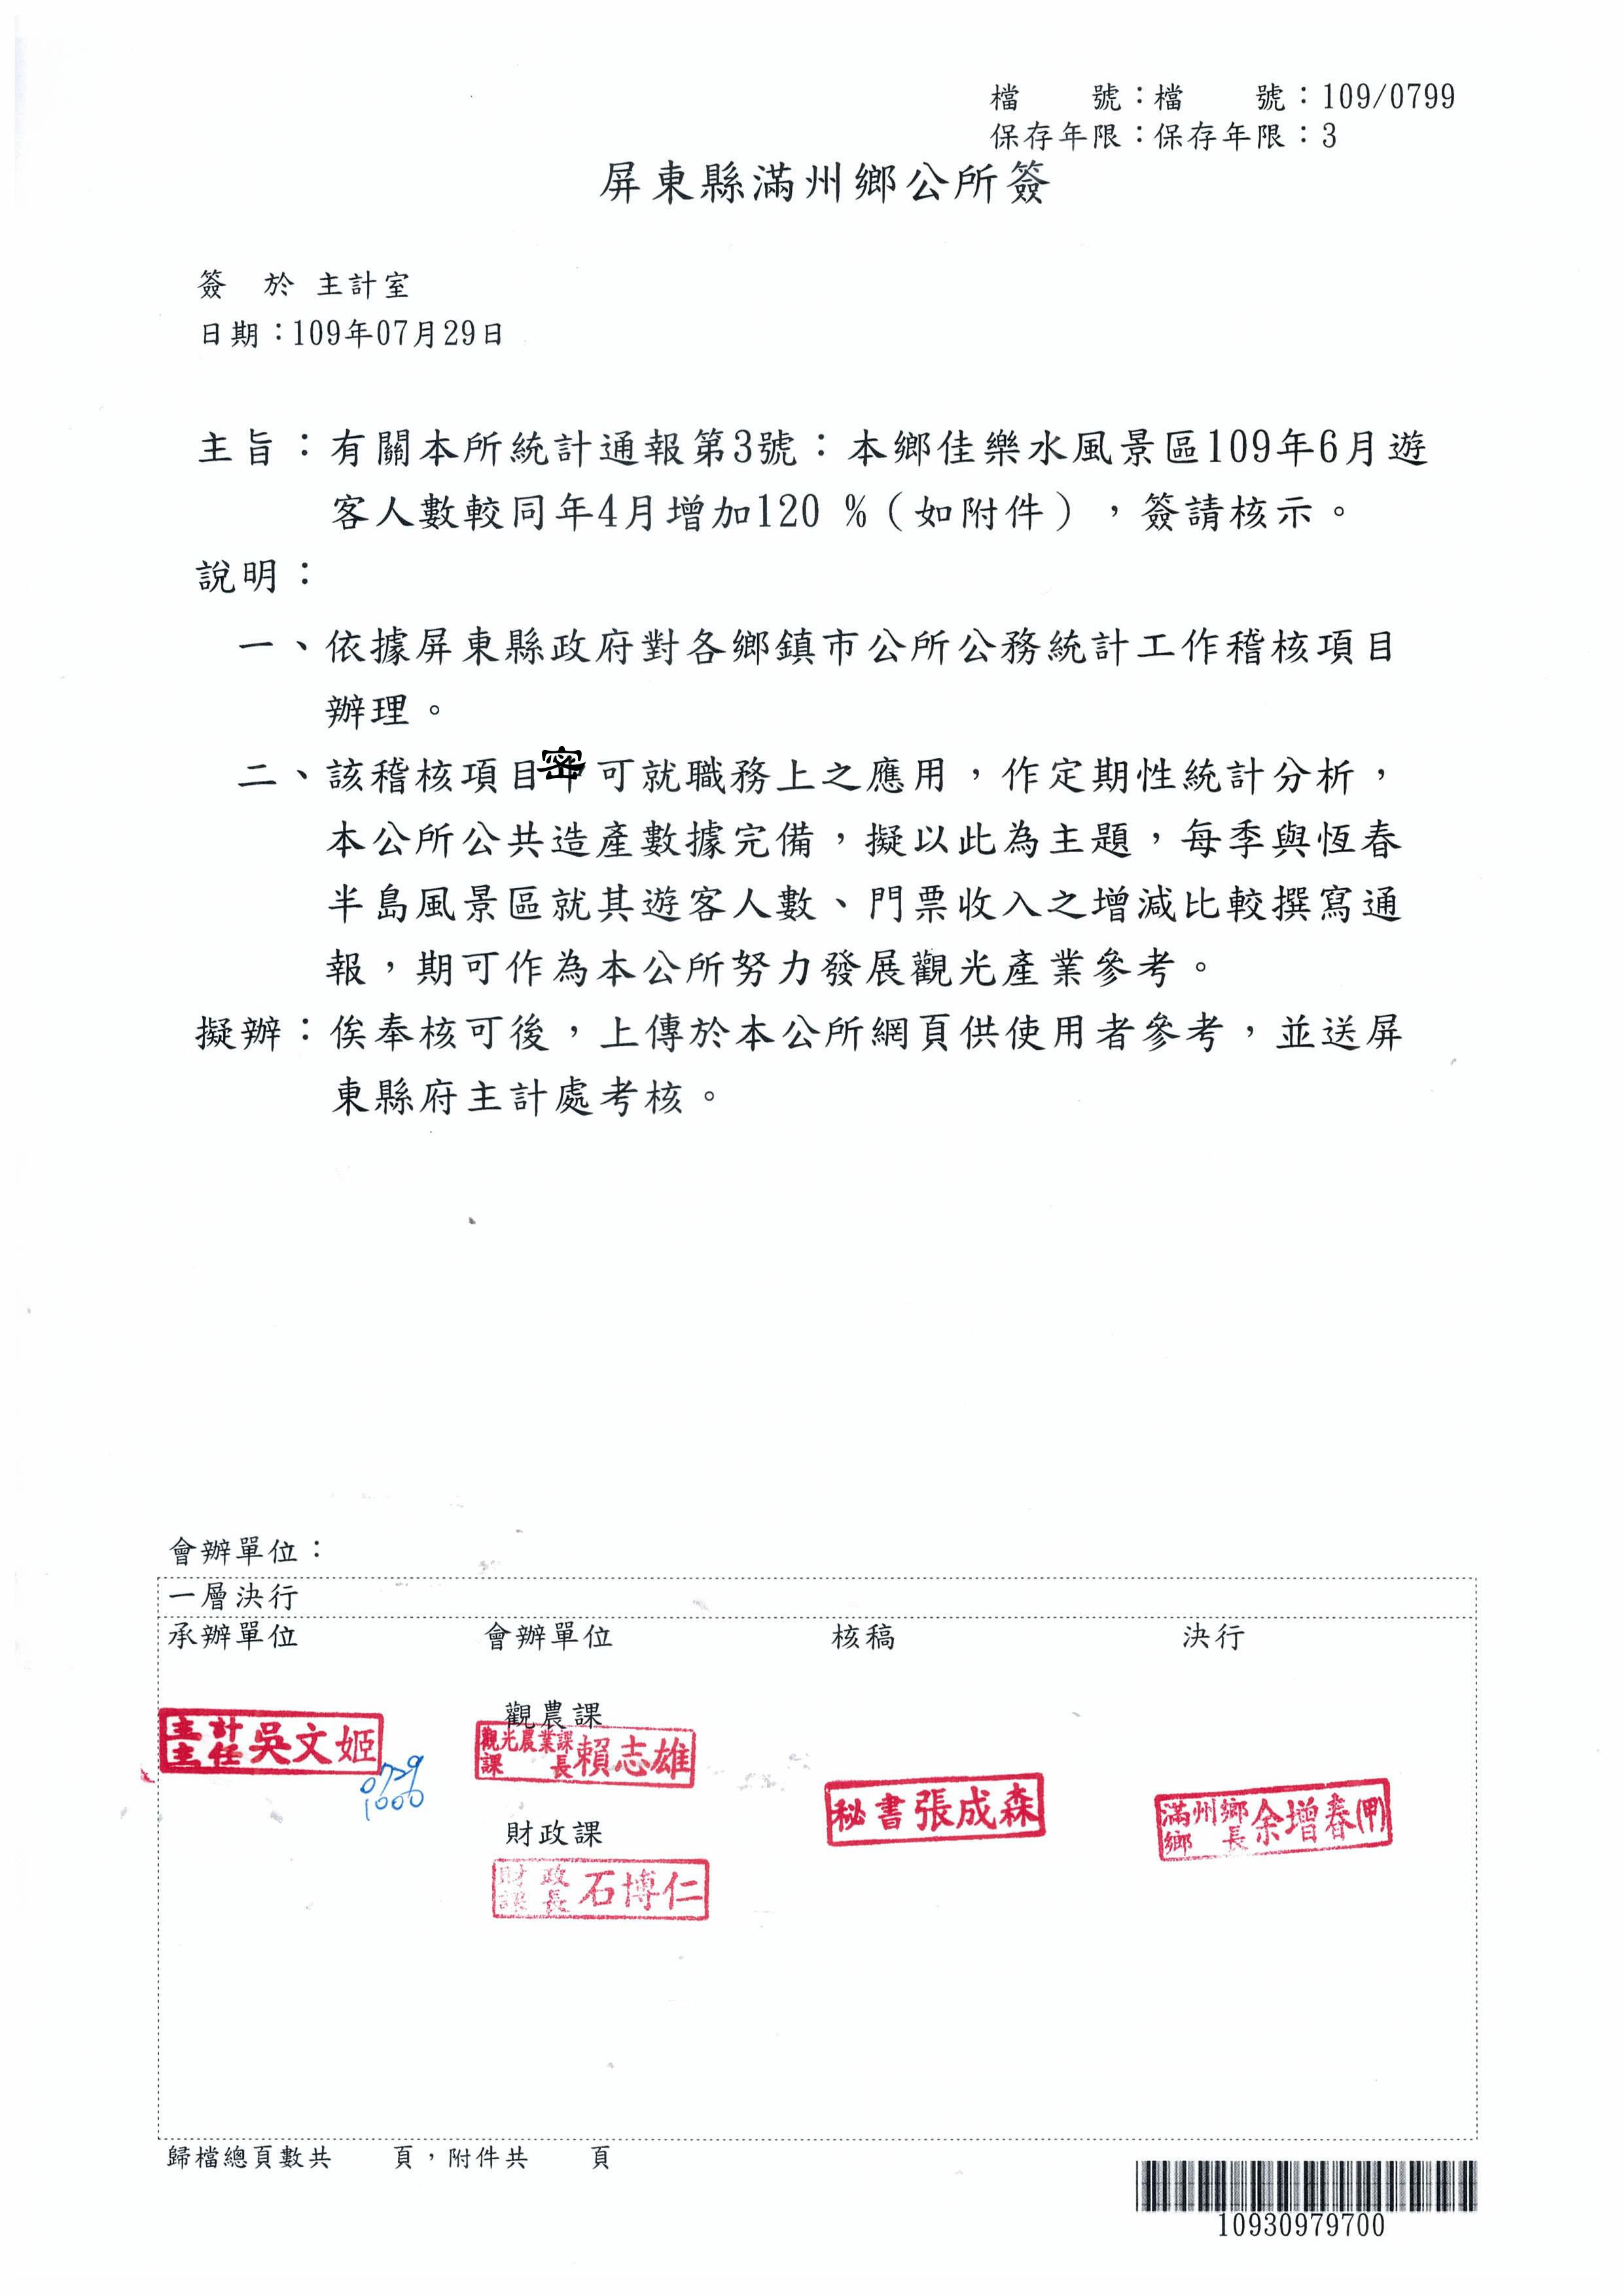 檔　　號：檔　　號：109/0799
保存年限：保存年限：3
屏東縣滿州鄉公所簽
簽　於 主計室
日期：109年07月29日
主旨：有關本所統計通報第3號：本鄉佳樂水風景區109年6月遊
客人數較同年4月增加120 %（如附件），簽請核示。
說明：
一、依據屏東縣政府對各鄉鎮市公所公務統計工作稽核項目
辦理。
二、該稽核項目 可就職務上之應用，作定期性統計分析，
本公所公共造產數據完備，擬以此為主題，每季與恆春
半島風景區就其遊客人數、門票收入之增減比較撰寫通
報，期可作為本公所努力發展觀光產業參考。
擬辦：俟奉核可後，上傳於本公所網頁供使用者參考，並送屏
東縣府主計處考核。
會辦單位：
一層決行
承辦單位　會辦單位　核稿　決行
主計主任 吳文姬
0729
1000
觀農課
觀光農業課課長 賴志雄
財政課
財政課長 石博仁
秘書 張成森
滿州鄉鄉長 余增春(甲)
歸檔總頁數共　　頁，附件共　　頁
10930979700